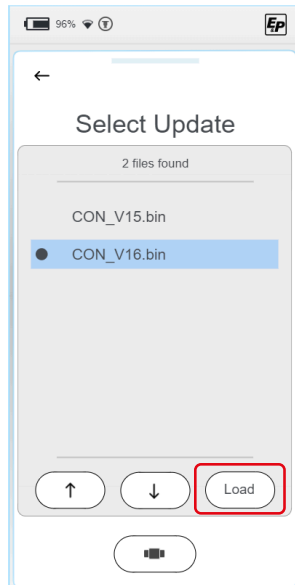 96%
EP
Select Update
2 files found
CON_V15.bin
CON_V16.bin
Load